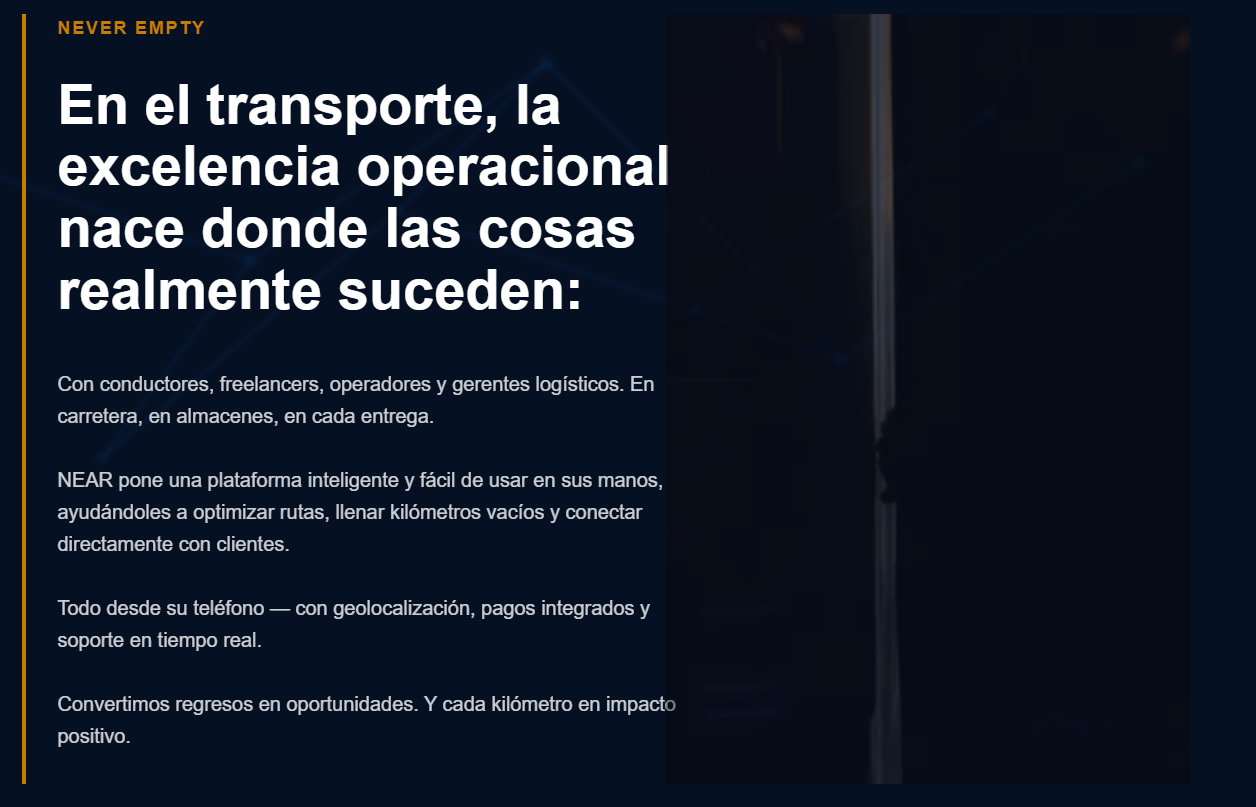 NEVER EMPTY
En el transporte, la
excelencia operacional
nace donde las cosas
realmente suceden:
Con conductores, freelancers, operadores y gerentes logísticos. En
carretera, en almacenes, en cada entrega.
NEAR pone una plataforma inteligente y fácil de usar en sus manos,
ayudándoles a optimizar rutas, llenar kilómetros vacíos y conectar
directamente con clientes.
Todo desde su teléfono — con geolocalización, pagos integrados y
soporte en tiempo real.
Convertimos regresos en oportunidades. Y cada kilómetro en impacto
positivo.